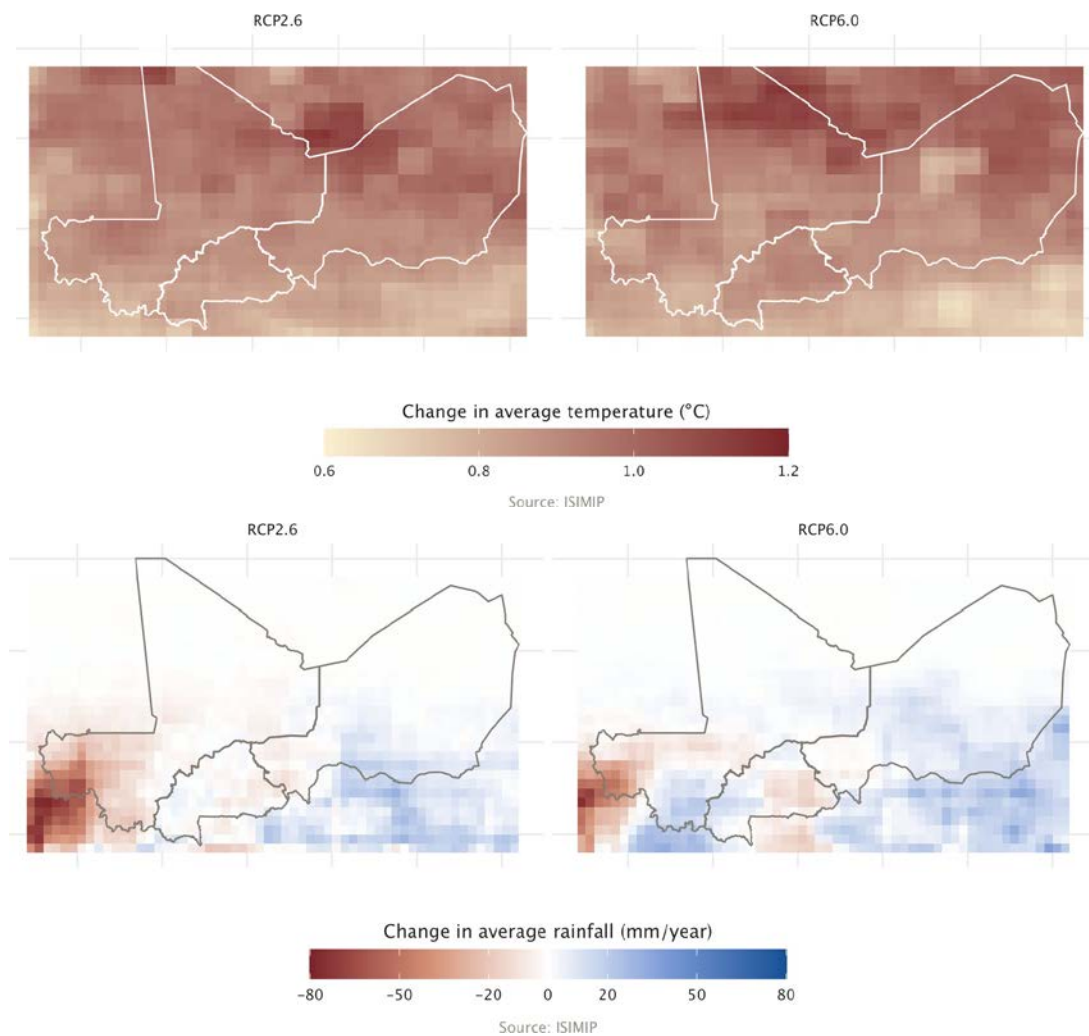 RCP2.6
RCP6.0
Change in average temperature (°C)
0.6 0.8 1.0 1.2
Source: ISIMIP
RCP2.6
RCP6.0
Change in average rainfall (mm/year)
-80 -50 -20 0 20 50 80
Source: ISIMIP